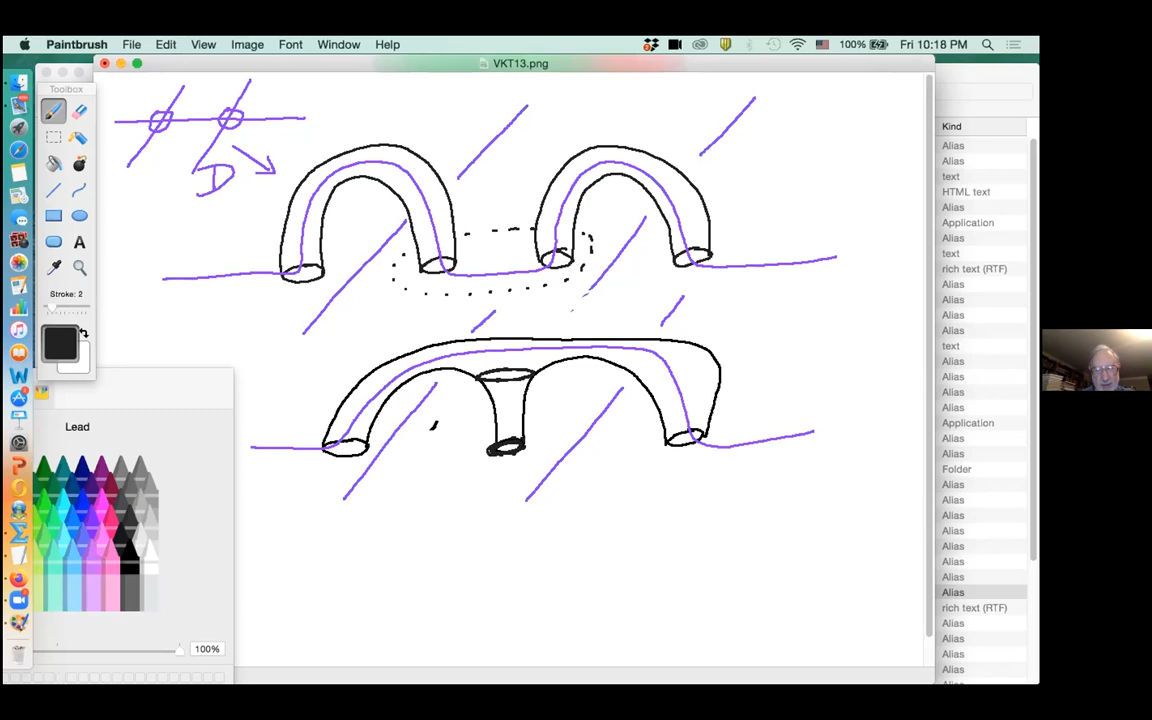 Paintbrush File Edit View Image Font Window Help 100% Fri 10:18 PM
VKT13.png
Toolbox
A
Stroke: 2
D
Lead
100%
Kind
Alias
Alias
text
HTML text
Alias
Application
Alias
text
rich text (RTF)
Alias
Alias
Alias
text
Alias
Alias
Alias
Alias
Application
Alias
Folder
Alias
Alias
Alias
Alias
Alias
Alias
rich text (RTF)
Alias
Alias
Alias
Alias